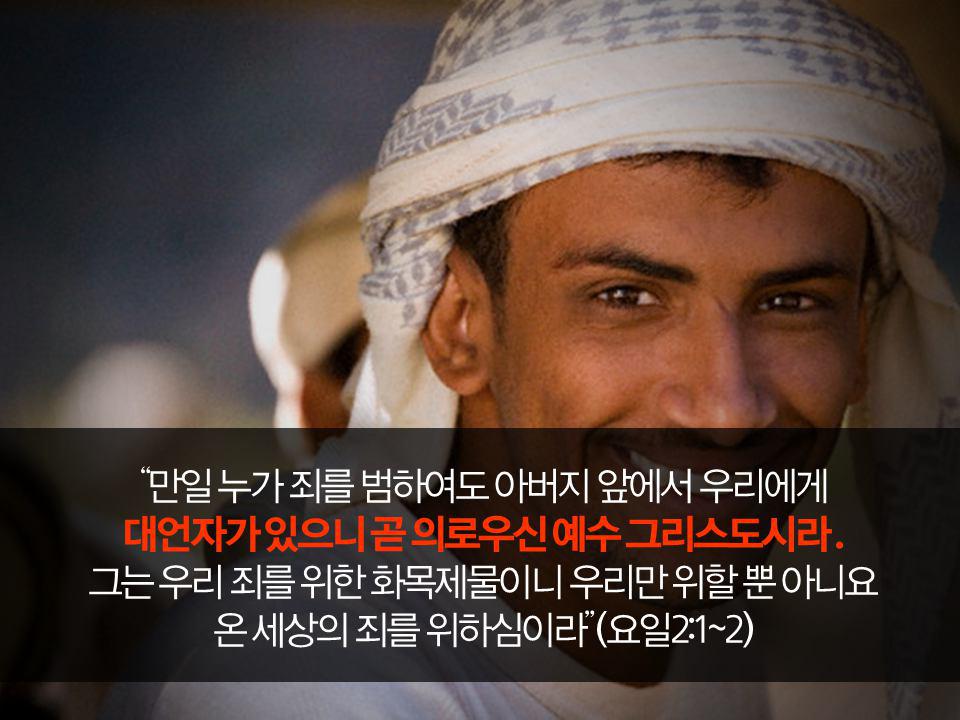 “만일 누가 죄를 범하여도 아버지 앞에서 우리에게
대언자가 있으니 곧 의로우신 예수 그리스도시라.
그는 우리 죄를 위한 화목제물이니 우리만 위할 뿐 아니요
온 세상의 죄를 위하심이라”(요일2:1~2)